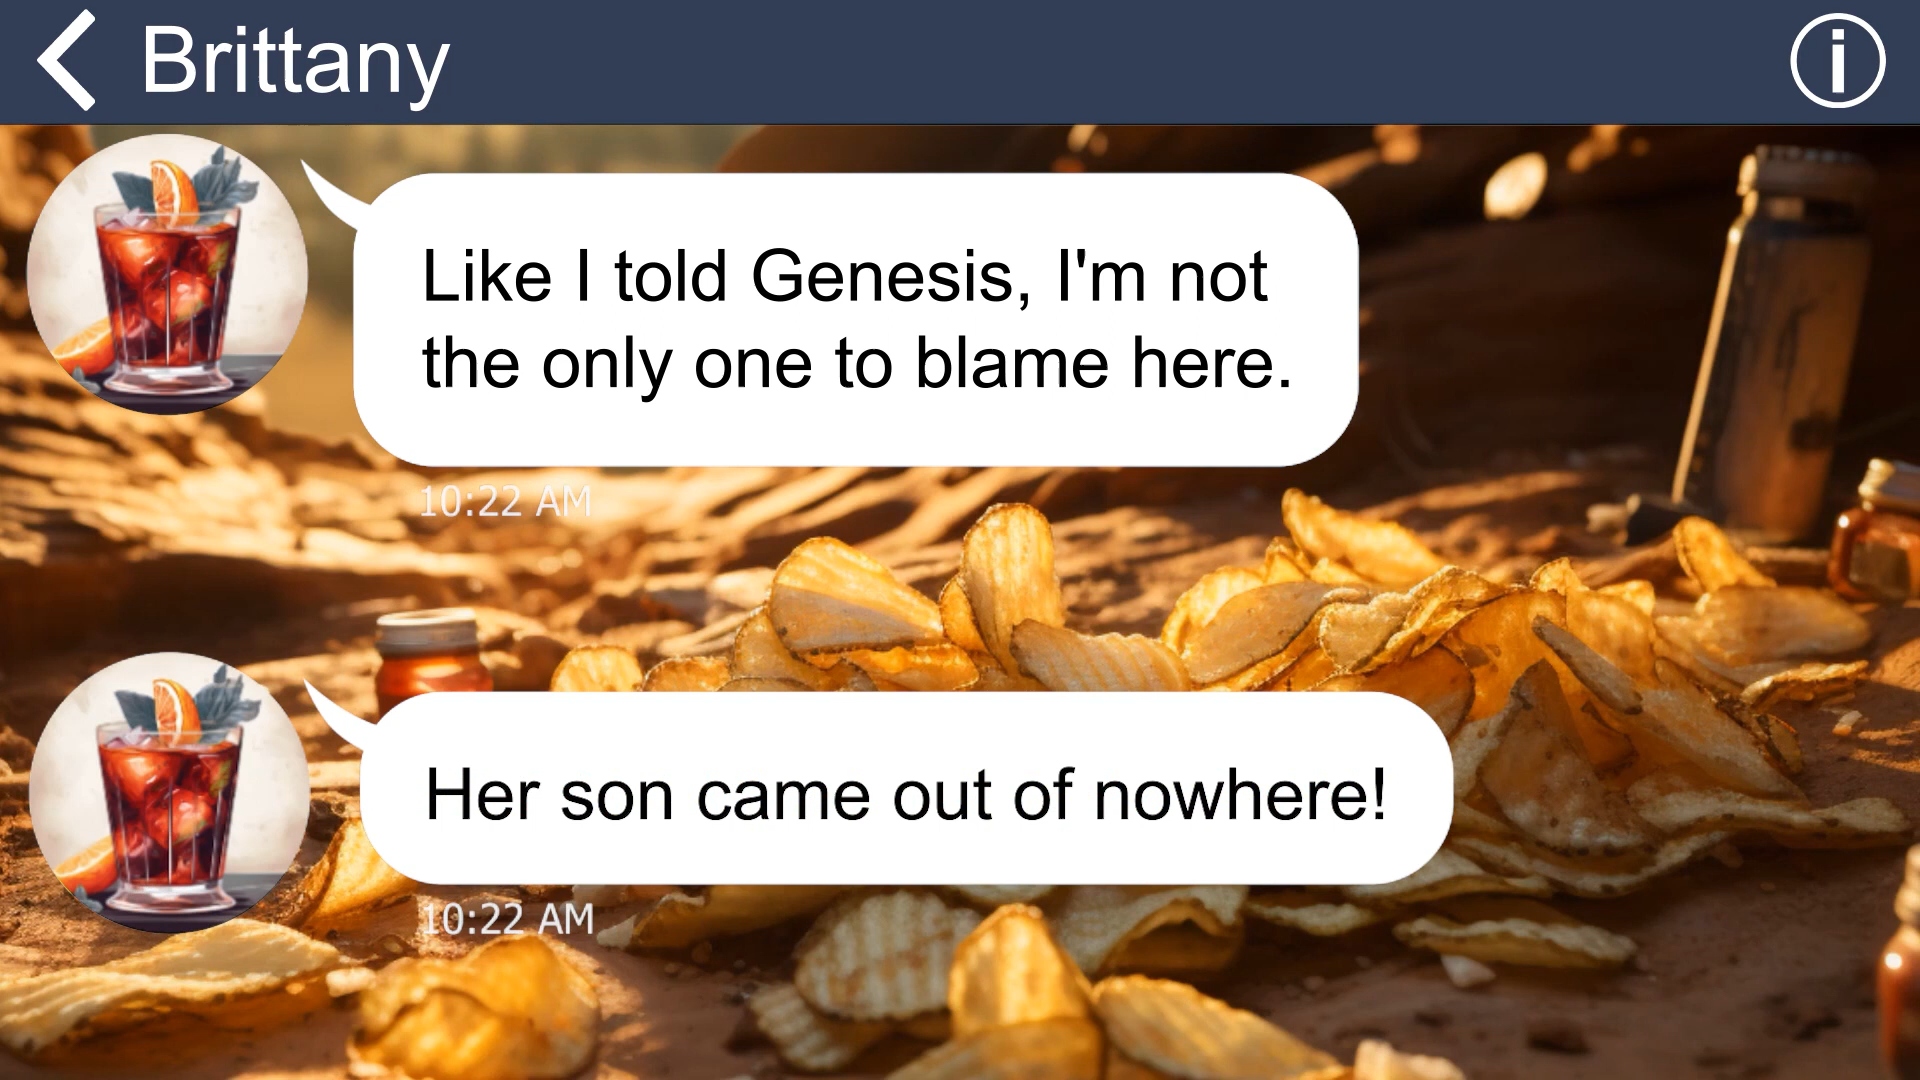 Brittany
Like I told Genesis, I'm not
the only one to blame here.
10:22 AM
Her son came out of nowhere!
10:22 AM